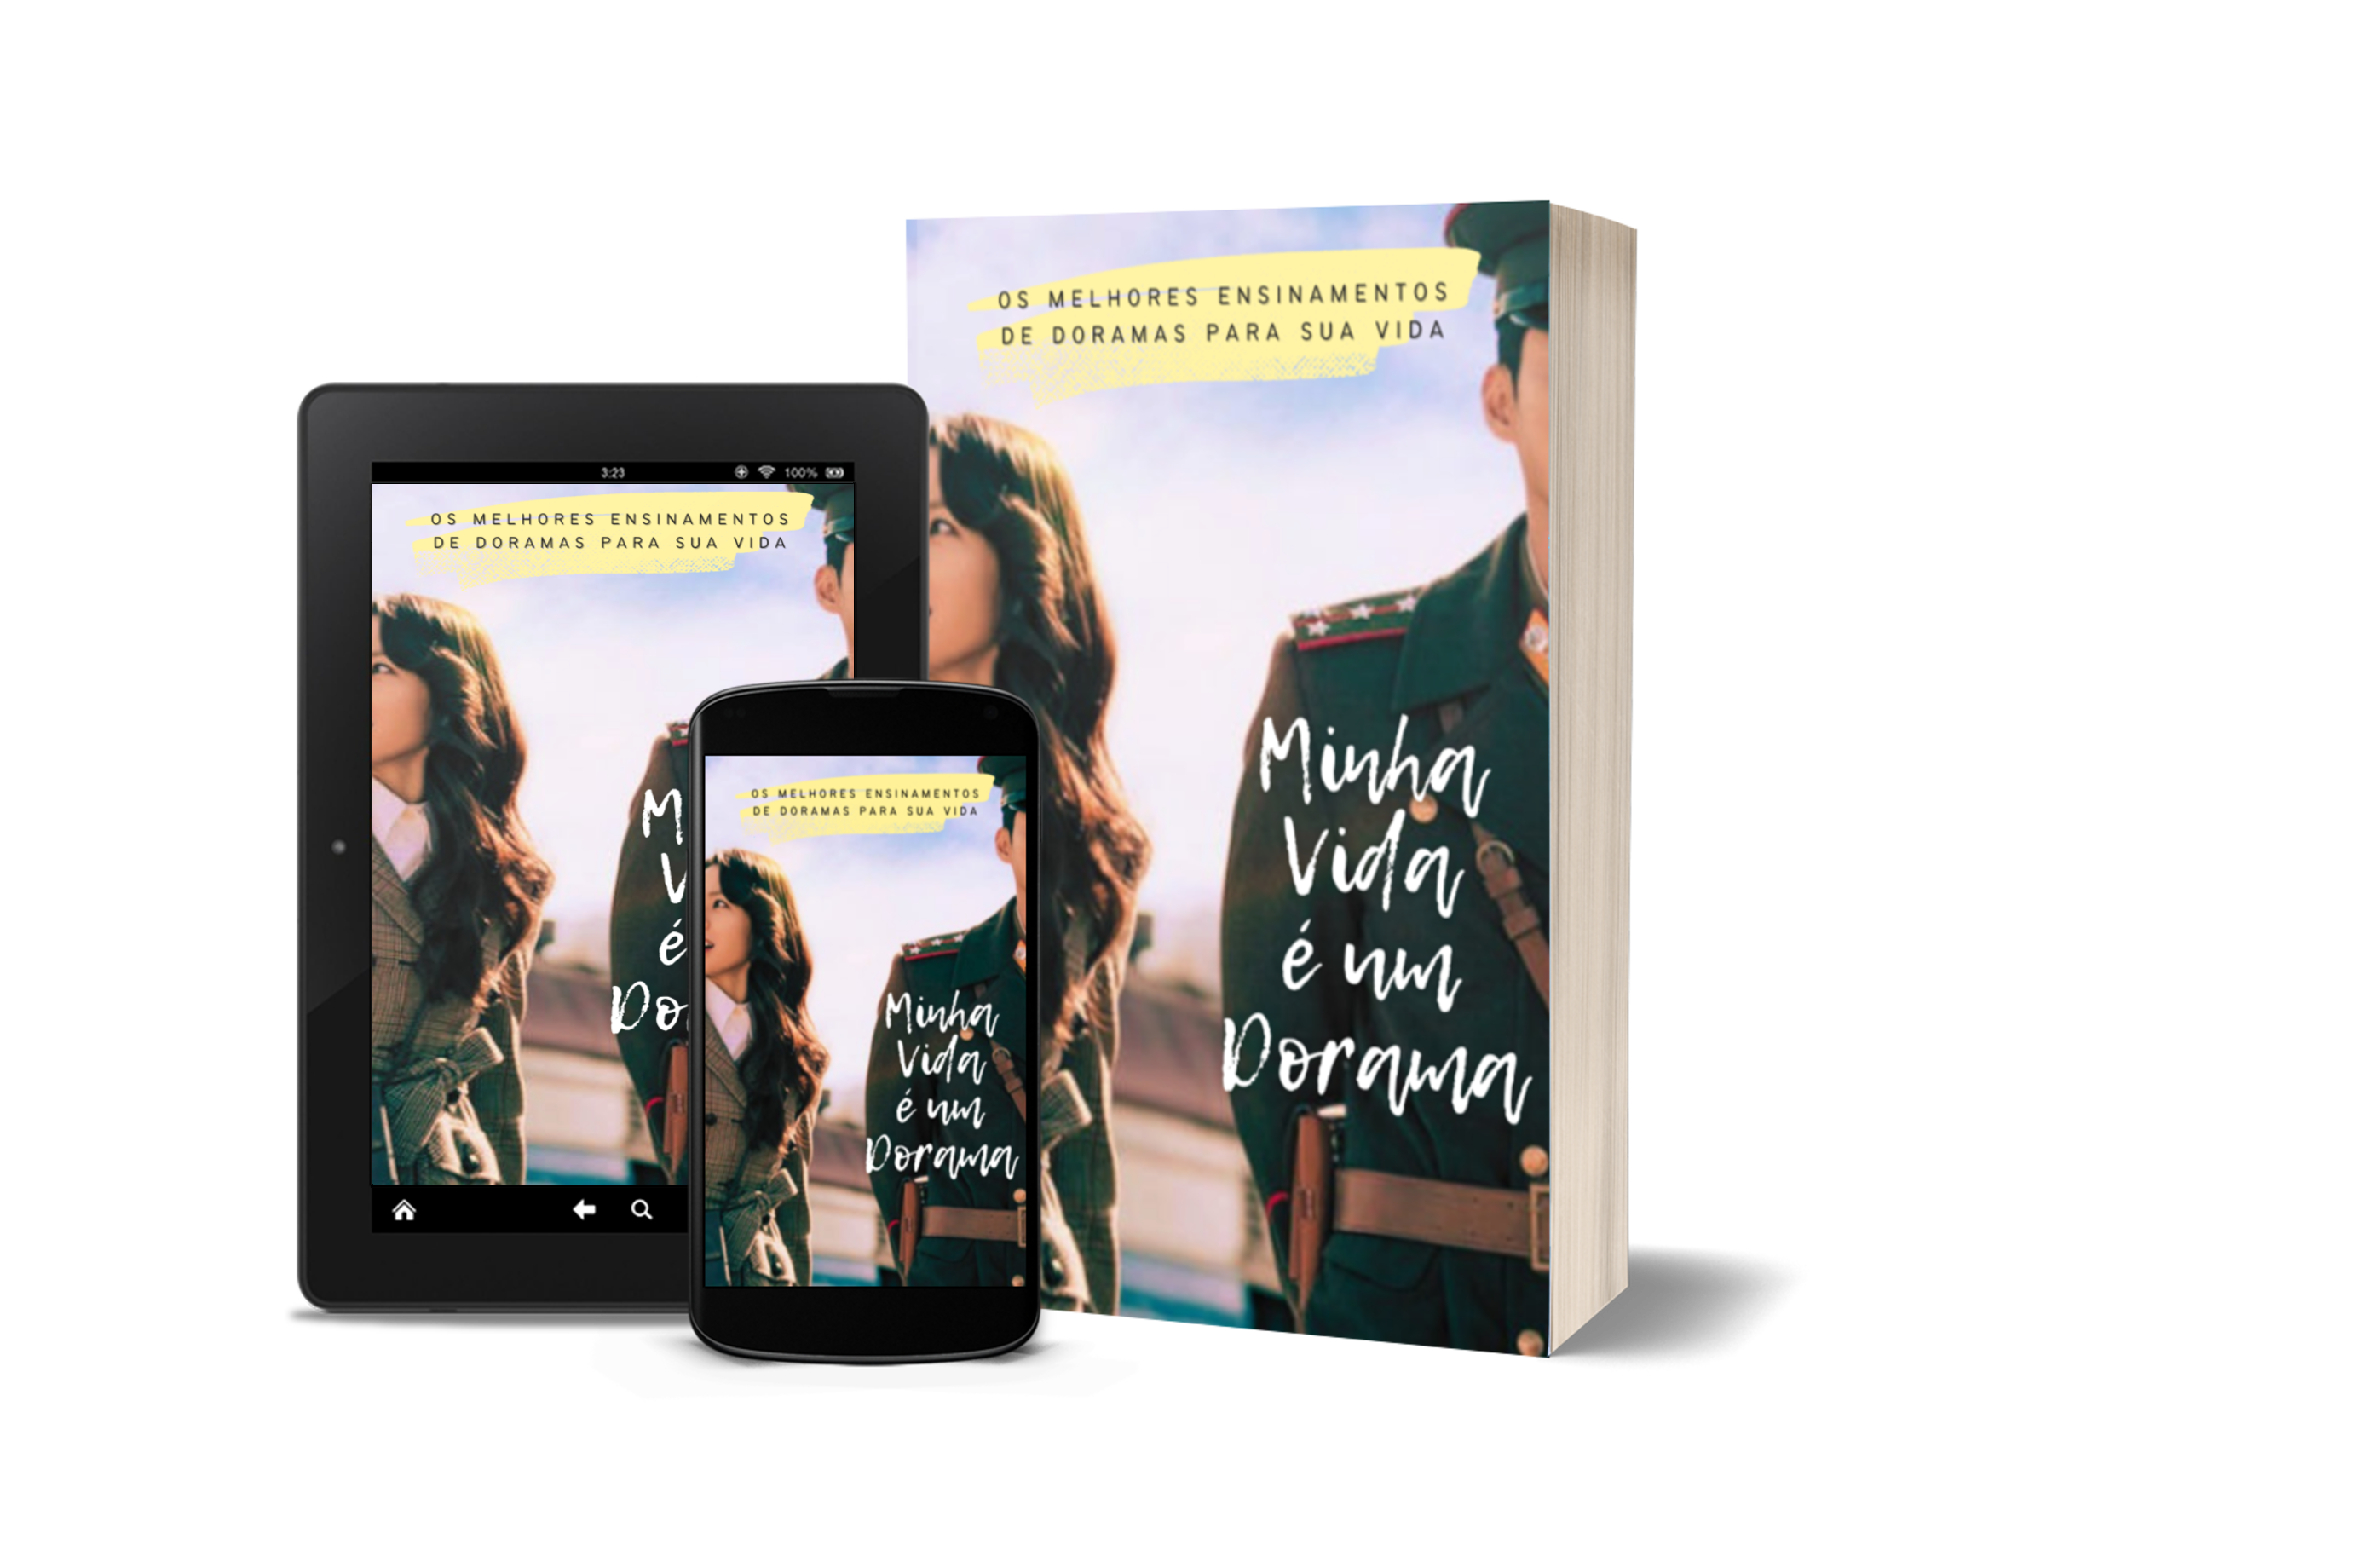 OS MELHORES ENSINAMENTOS
DE DORAMAS PARA SUA VIDA
Minha
Vida
é um
Dorama
3:23 100%
OS MELHORES ENSINAMENTOS
DE DORAMAS PARA SUA VIDA
M
V
é
Do
OS MELHORES ENSINAMENTOS
DE DORAMAS PARA SUA VIDA
Minha
Vida
é um
Dorama